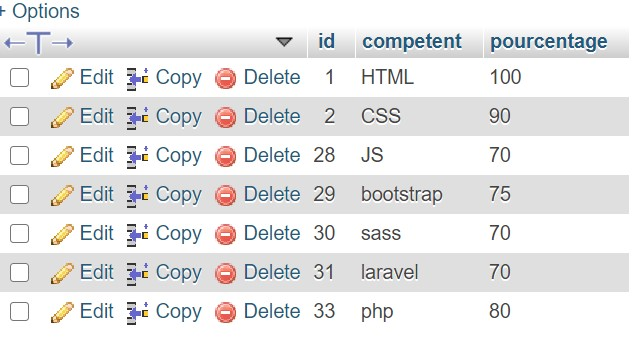 + Options
←T→ id competent pourcentage
Edit Copy Delete 1 HTML 100
Edit Copy Delete 2 CSS 90
Edit Copy Delete 28 JS 70
Edit Copy Delete 29 bootstrap 75
Edit Copy Delete 30 sass 70
Edit Copy Delete 31 laravel 70
Edit Copy Delete 33 php 80